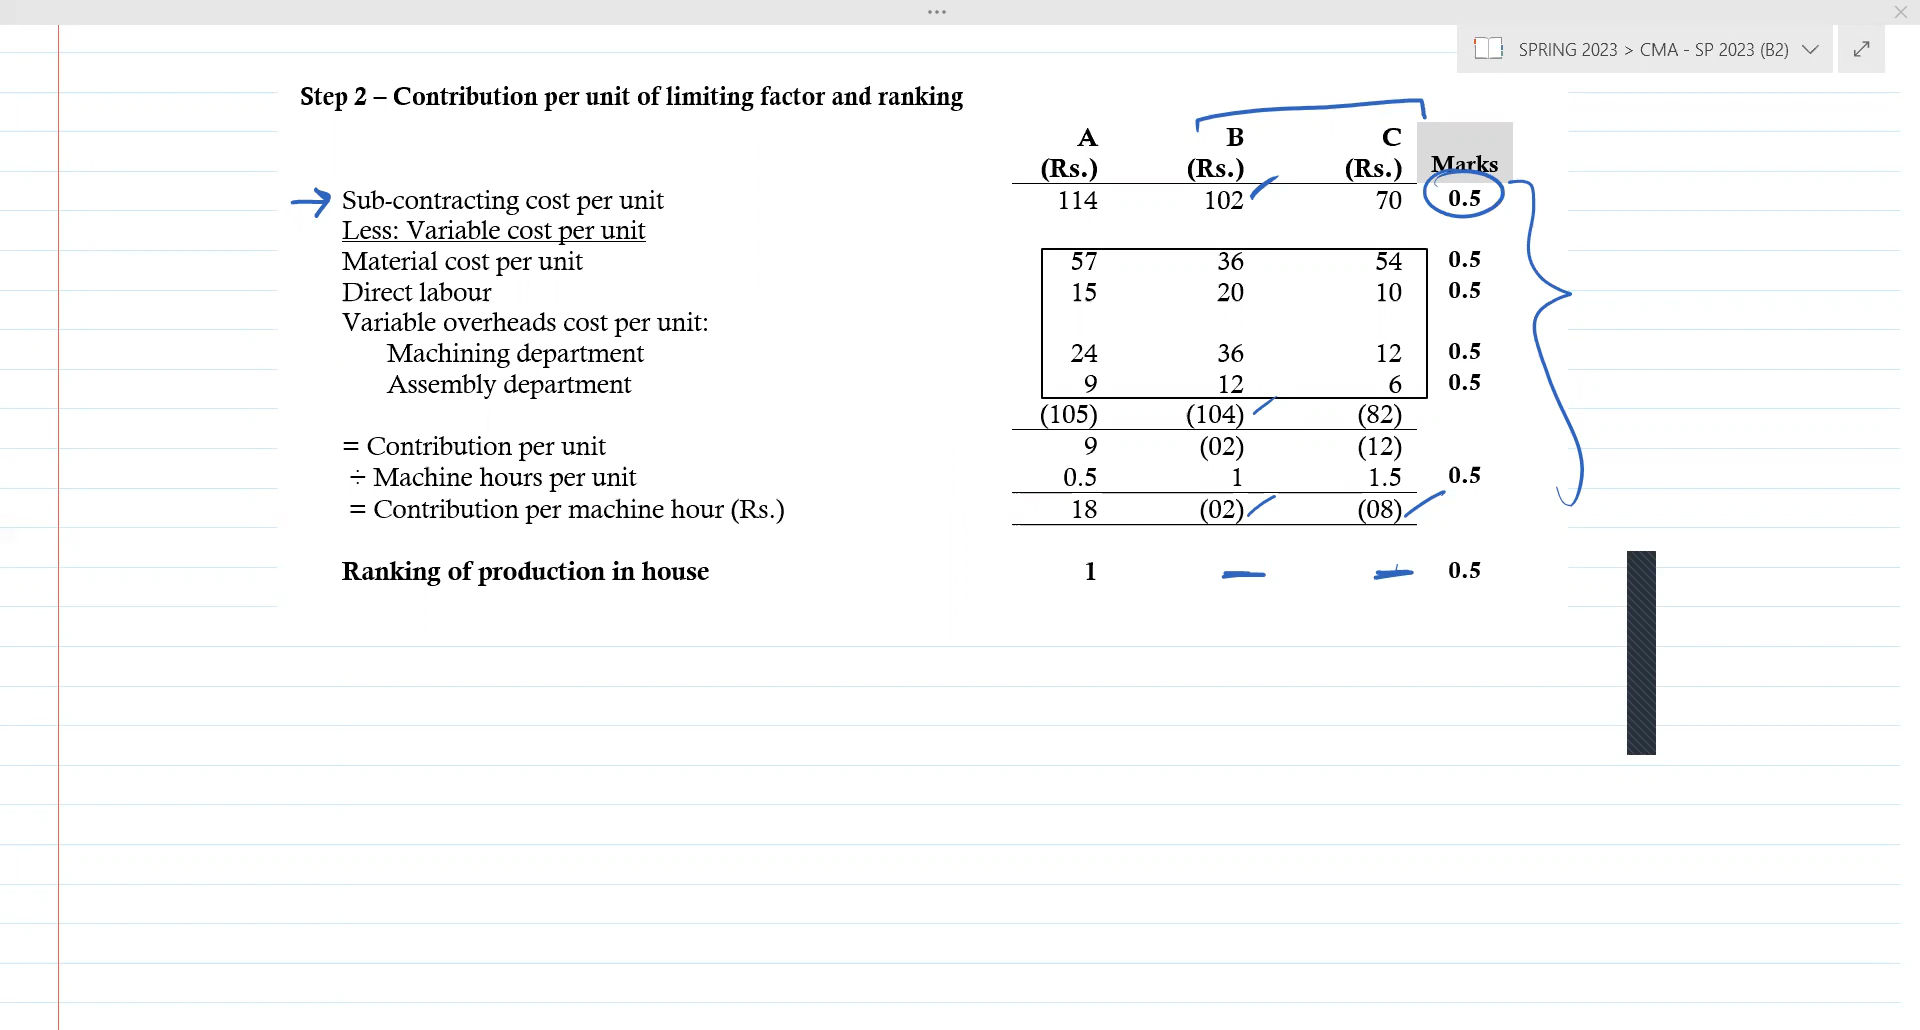 SPRING 2023 > CMA - SP 2023 (B2)
Step 2 – Contribution per unit of limiting factor and ranking
A B C
(Rs.) (Rs.) (Rs.) Marks
Sub-contracting cost per unit 114 102 70 0.5
Less: Variable cost per unit
Material cost per unit 57 36 54 0.5
Direct labour 15 20 10 0.5
Variable overheads cost per unit:
Machining department 24 36 12 0.5
Assembly department 9 12 6 0.5
(105) (104) (82)
= Contribution per unit 9 (02) (12)
÷ Machine hours per unit 0.5 1 1.5 0.5
= Contribution per machine hour (Rs.) 18 (02) (08)
Ranking of production in house 1 – – 0.5